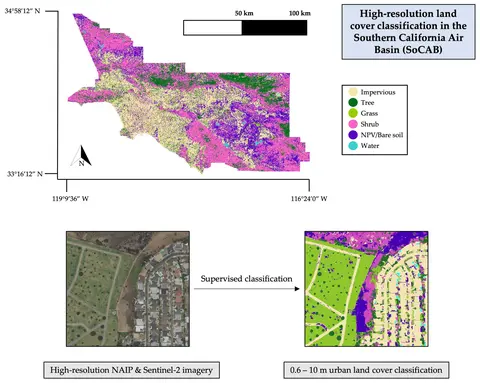 High-resolution land
cover classification in the
Southern California Air
Basin (SoCAB)
34°58'12" N
50 km
100 km
Impervious
Tree
Grass
Shrub
NPV/Bare soil
Water
N
33°16'12" N
119°9'36" W
116°24'0" W
Supervised classification
High-resolution NAIP & Sentinel-2 imagery
0.6 – 10 m urban land cover classification